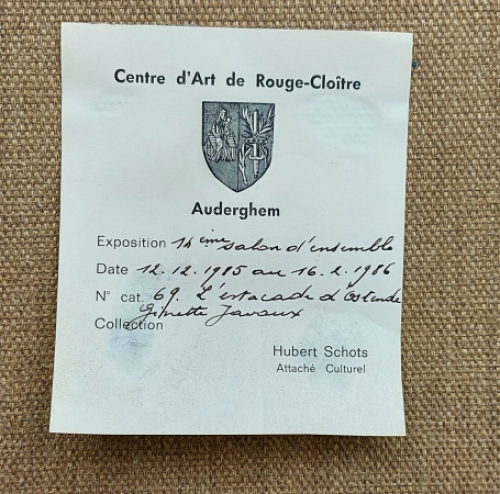 Centre d'Art de Rouge-Cloître
Auderghem
Exposition 14ème salon d'ensemble
Date 12.12.1985 au 16.2.1986
N° cat. 69. L'estacade d'Ostende
Ginette Javaux
Collection
Hubert Schots
Attaché Culturel